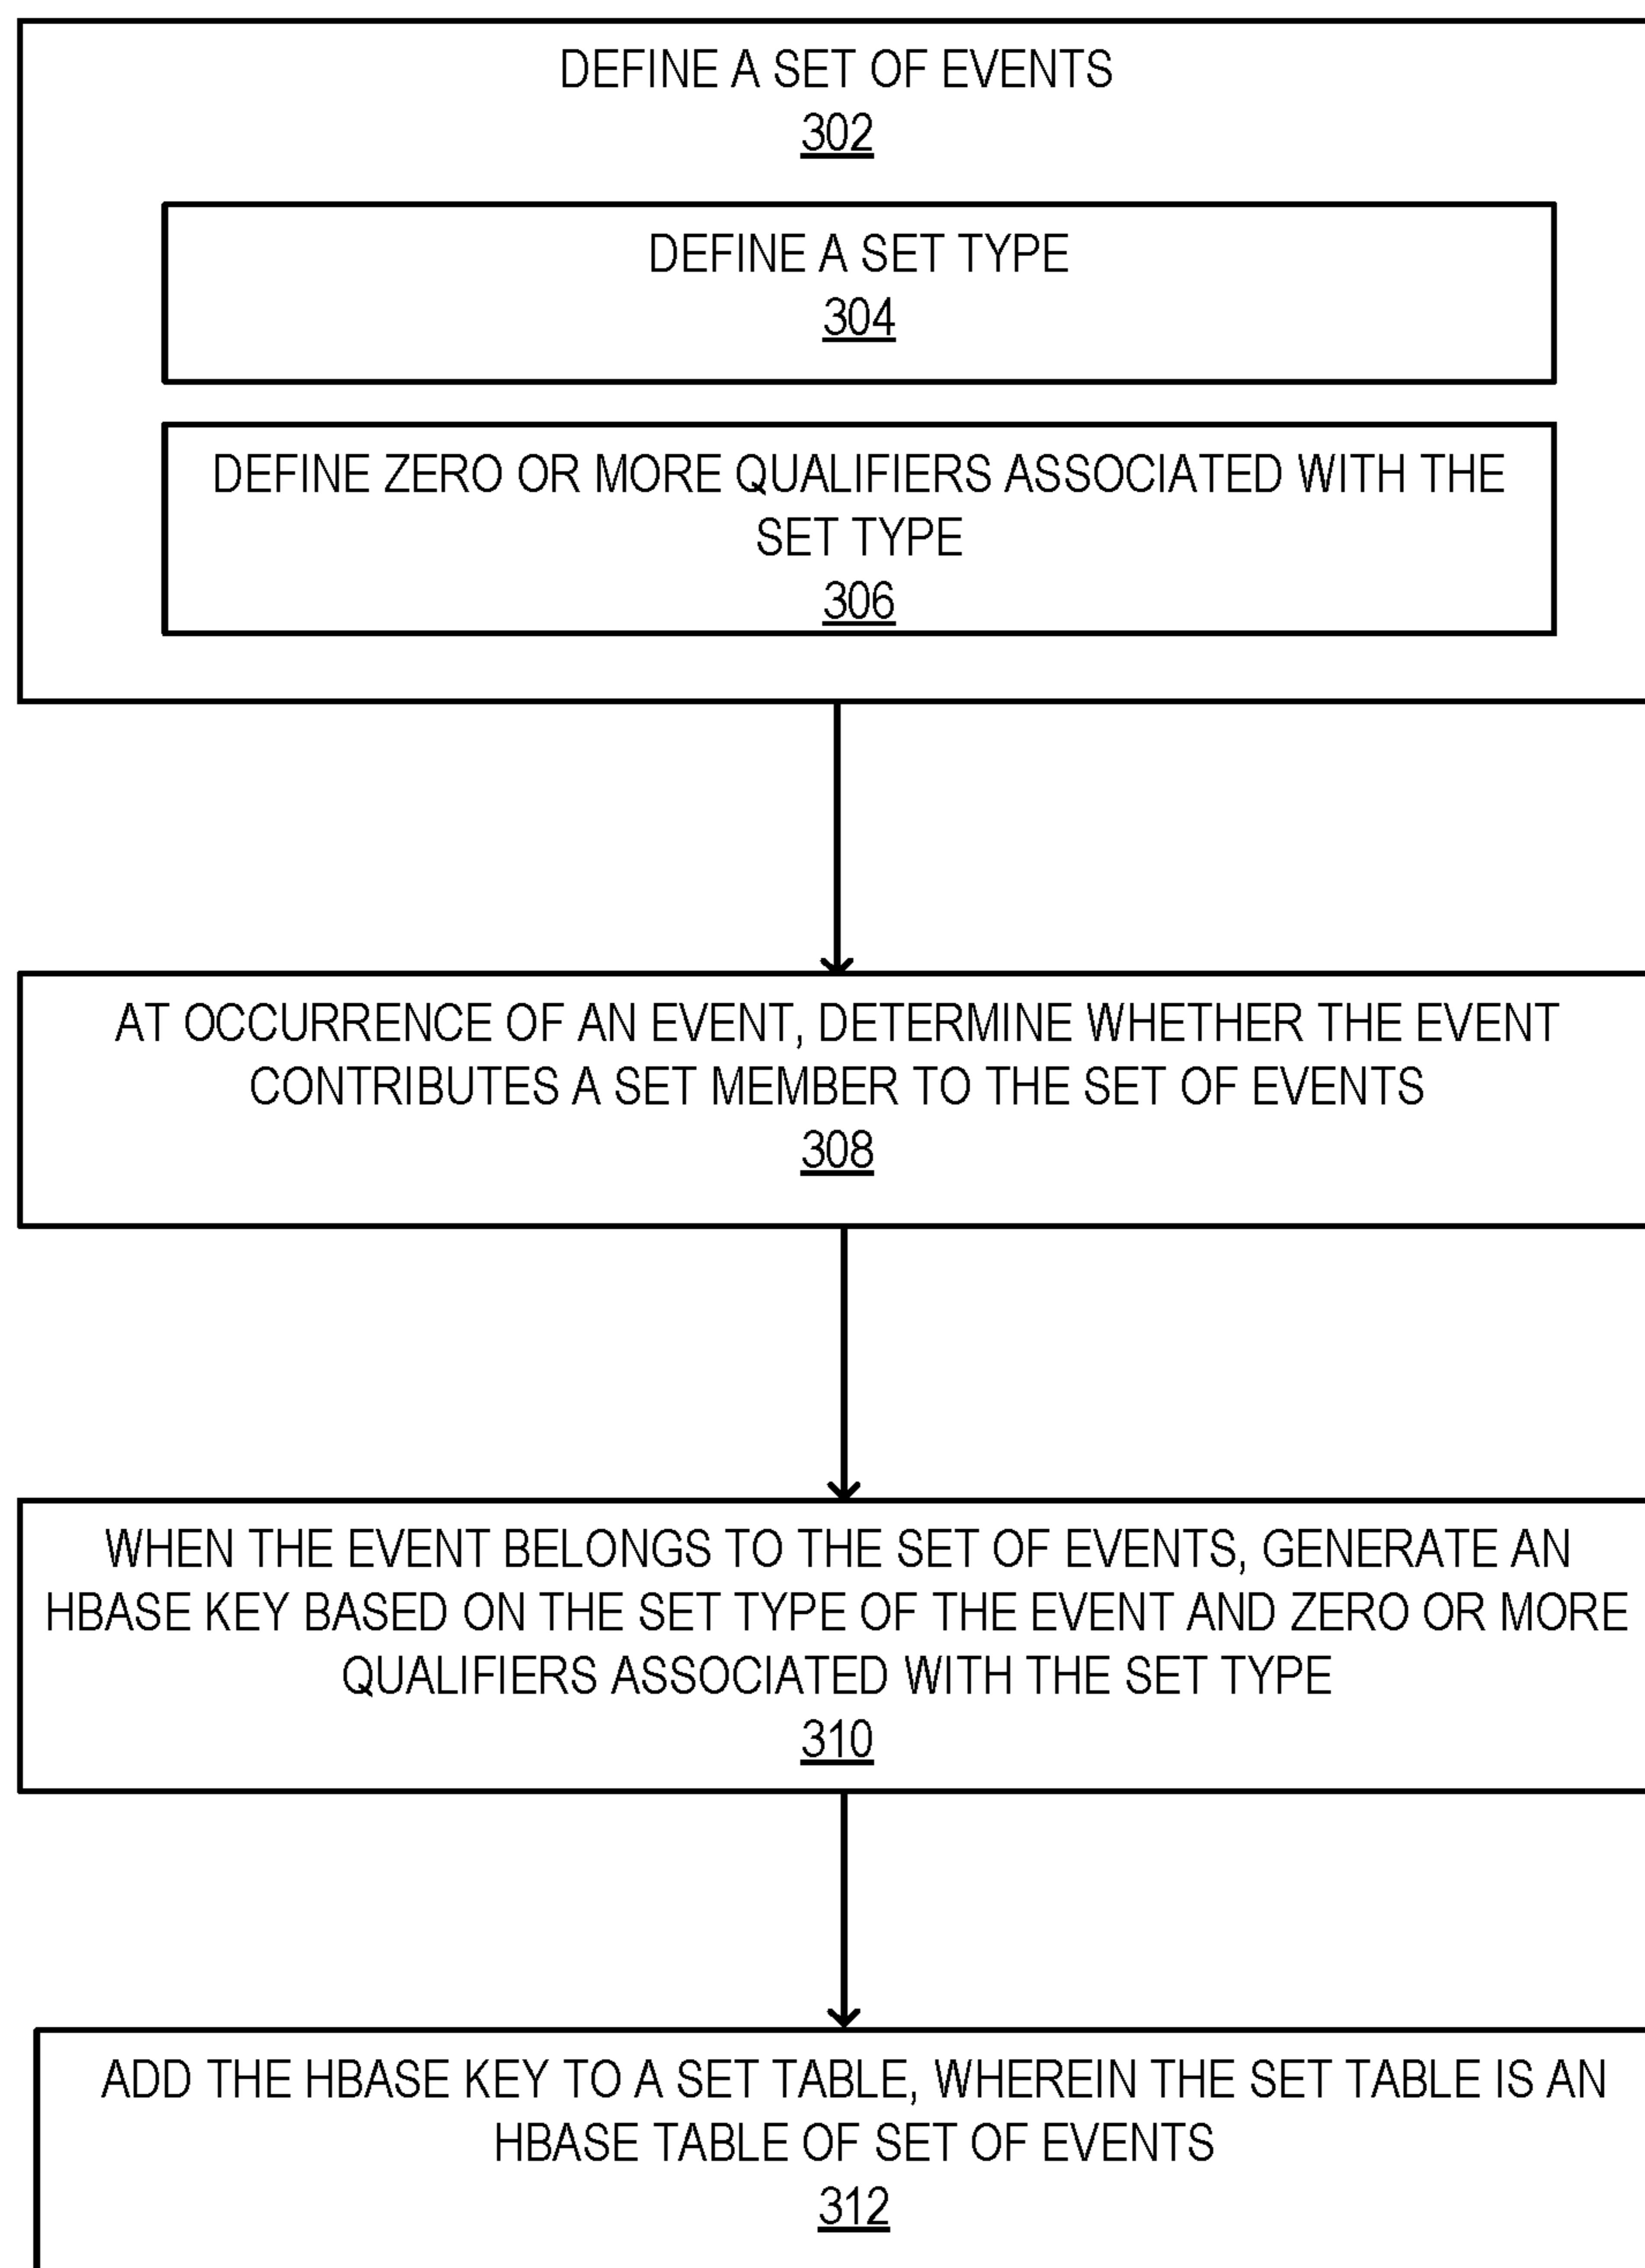 DEFINE A SET OF EVENTS
302
DEFINE A SET TYPE
304
DEFINE ZERO OR MORE QUALIFIERS ASSOCIATED WITH THE
SET TYPE
306
AT OCCURRENCE OF AN EVENT, DETERMINE WHETHER THE EVENT
CONTRIBUTES A SET MEMBER TO THE SET OF EVENTS
308
WHEN THE EVENT BELONGS TO THE SET OF EVENTS, GENERATE AN
HBASE KEY BASED ON THE SET TYPE OF THE EVENT AND ZERO OR MORE
QUALIFIERS ASSOCIATED WITH THE SET TYPE
310
ADD THE HBASE KEY TO A SET TABLE, WHEREIN THE SET TABLE IS AN
HBASE TABLE OF SET OF EVENTS
312